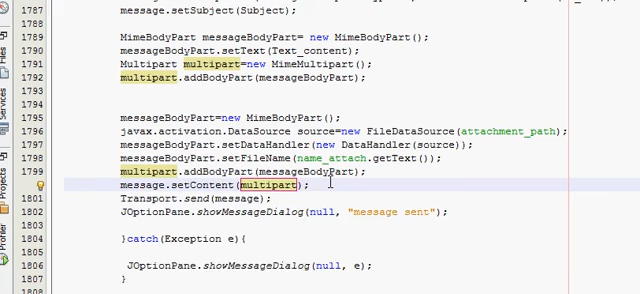 1787 message.setSubject(Subject);
1789 MimeBodyPart messageBodyPart= new MimeBodyPart();
1790 messageBodyPart.setText(Text_content);
1791 Multipart multipart=new MimeMultipart();
1792 multipart.addBodyPart(messageBodyPart);
1793
1794
1795 messageBodyPart=new MimeBodyPart();
1796 javax.activation.DataSource source=new FileDataSource(attachment_path);
1797 messageBodyPart.setDataHandler(new DataHandler(source));
1798 messageBodyPart.setFileName(name_attach.getText());
1799 multipart.addBodyPart(messageBodyPart);
message.setContent(multipart);
1801 Transport.send(message);
1802 JOptionPane.showMessageDialog(null, "message sent");
1804 }catch(Exception e){
1806 JOptionPane.showMessageDialog(null, e);
1807 }
Files
Services
Projects
Profiler